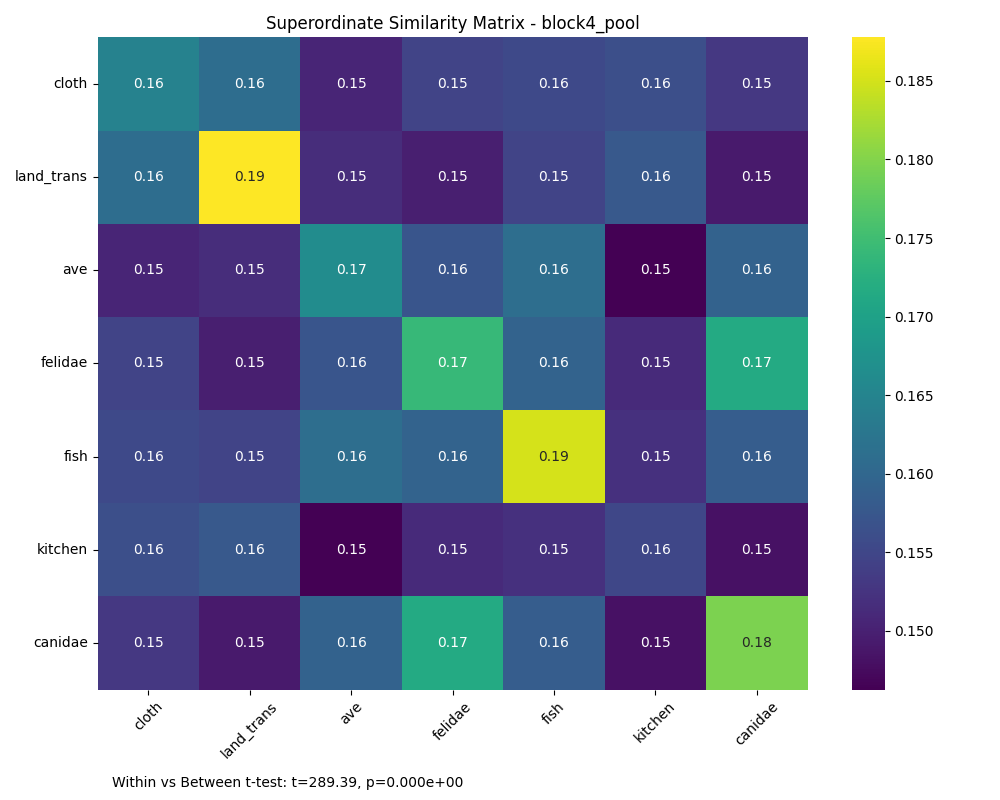 Superordinate Similarity Matrix - block4_pool
cloth 0.16 0.16 0.15 0.15 0.16 0.16 0.15
land_trans 0.16 0.19 0.15 0.15 0.15 0.16 0.15
ave 0.15 0.15 0.17 0.16 0.16 0.15 0.16
felidae 0.15 0.15 0.16 0.17 0.16 0.15 0.17
fish 0.16 0.15 0.16 0.16 0.19 0.15 0.16
kitchen 0.16 0.16 0.15 0.15 0.15 0.16 0.15
canidae 0.15 0.15 0.16 0.17 0.16 0.15 0.18
cloth land_trans ave felidae fish kitchen canidae
0.185
0.180
0.175
0.170
0.165
0.160
0.155
0.150
Within vs Between t-test: t=289.39, p=0.000e+00